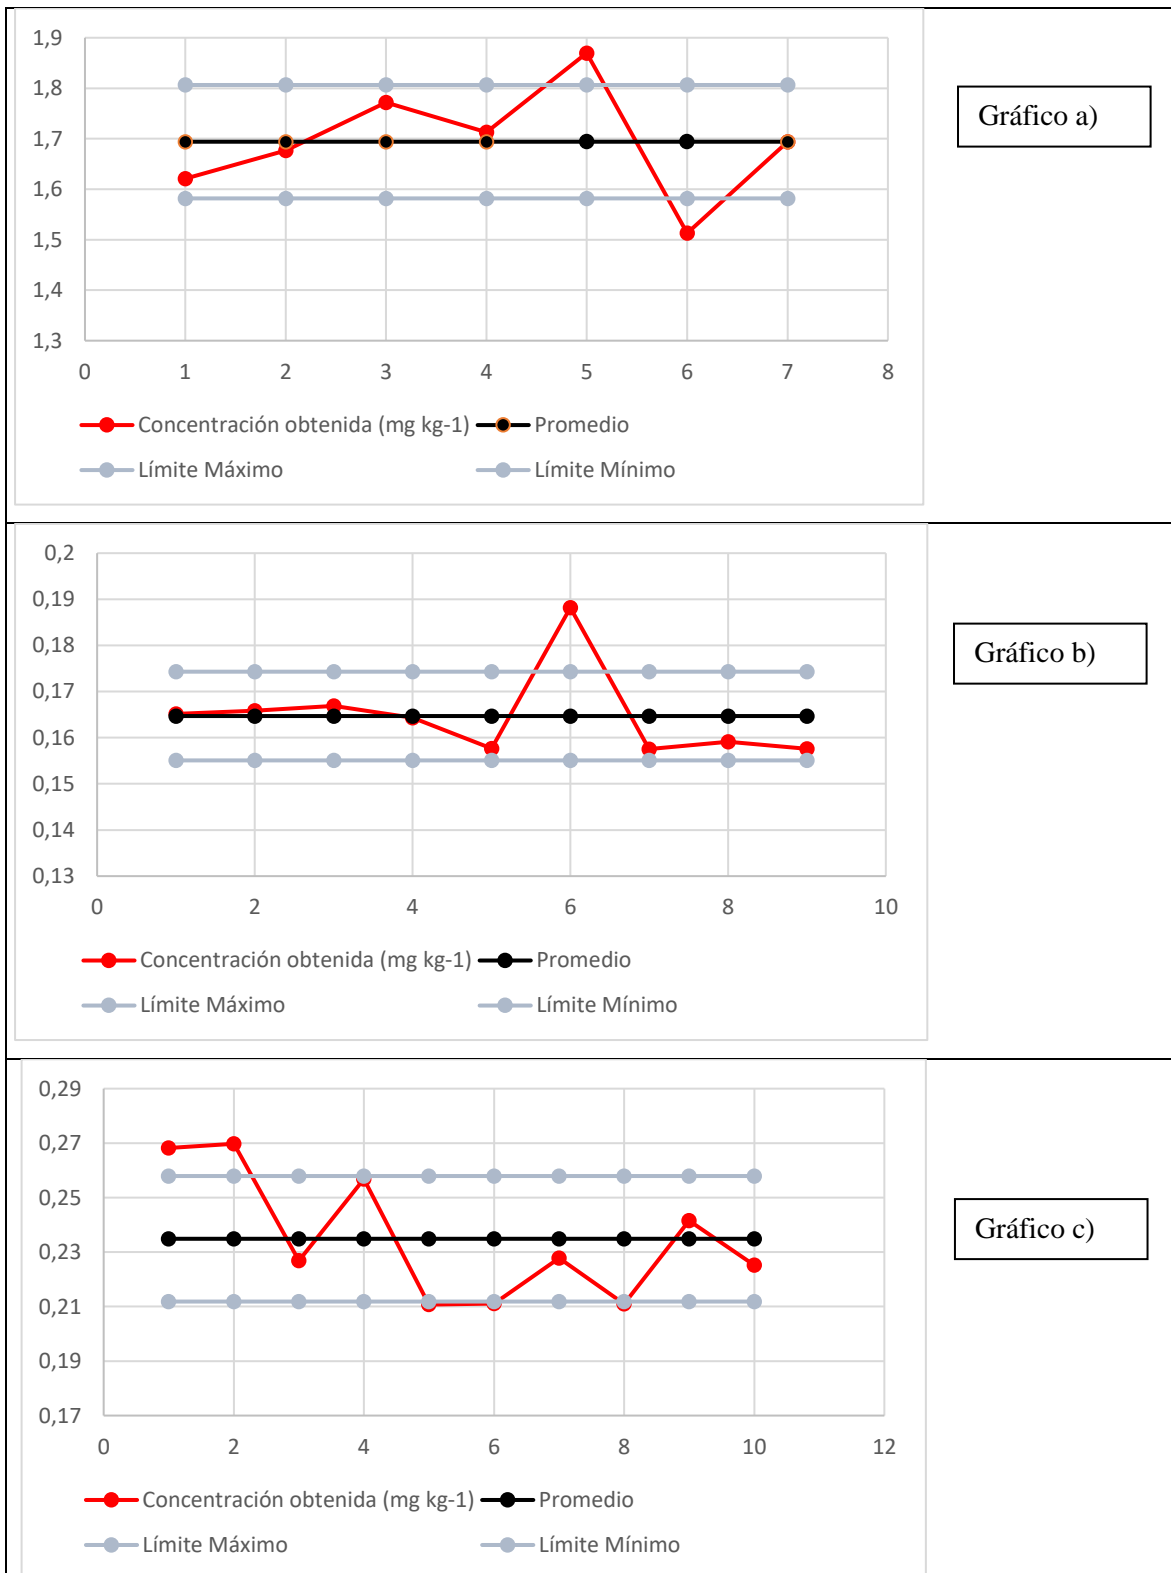 1,9
1,8
1,7
1,6
1,5
1,4
1,3
0 1 2 3 4 5 6 7 8
Concentración obtenida (mg kg-1) Promedio
Límite Máximo Límite Mínimo
Gráfico a)
0,2
0,19
0,18
0,17
0,16
0,15
0,14
0,13
0 2 4 6 8 10
Concentración obtenida (mg kg-1) Promedio
Límite Máximo Límite Mínimo
Gráfico b)
0,29
0,27
0,25
0,23
0,21
0,19
0,17
0 2 4 6 8 10 12
Concentración obtenida (mg kg-1) Promedio
Límite Máximo Límite Mínimo
Gráfico c)